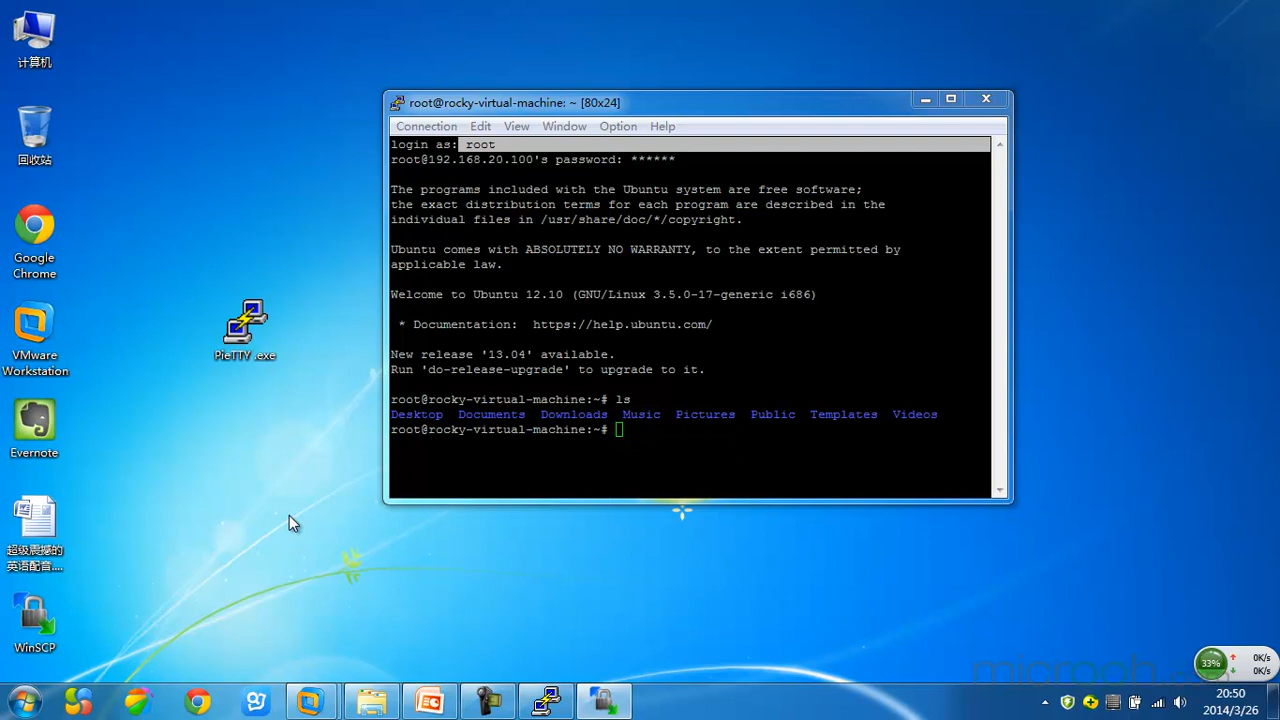 计算机
回收站
Google
Chrome
VMware
Workstation
Evernote
超级震撼的
英语配音....
WinSCP
PieTTY .exe
root@rocky-virtual-machine: ~ [80x24]
Connection Edit View Window Option Help
login as: root
root@192.168.20.100's password: ******
The programs included with the Ubuntu system are free software;
the exact distribution terms for each program are described in the
individual files in /usr/share/doc/*/copyright.
Ubuntu comes with ABSOLUTELY NO WARRANTY, to the extent permitted by
applicable law.
Welcome to Ubuntu 12.10 (GNU/Linux 3.5.0-17-generic i686)
* Documentation: https://help.ubuntu.com/
New release '13.04' available.
Run 'do-release-upgrade' to upgrade to it.
root@rocky-virtual-machine:~# ls
Desktop Documents Downloads Music Pictures Public Templates Videos
root@rocky-virtual-machine:~#
33%
0K/s
0K/s
20:50
2014/3/26